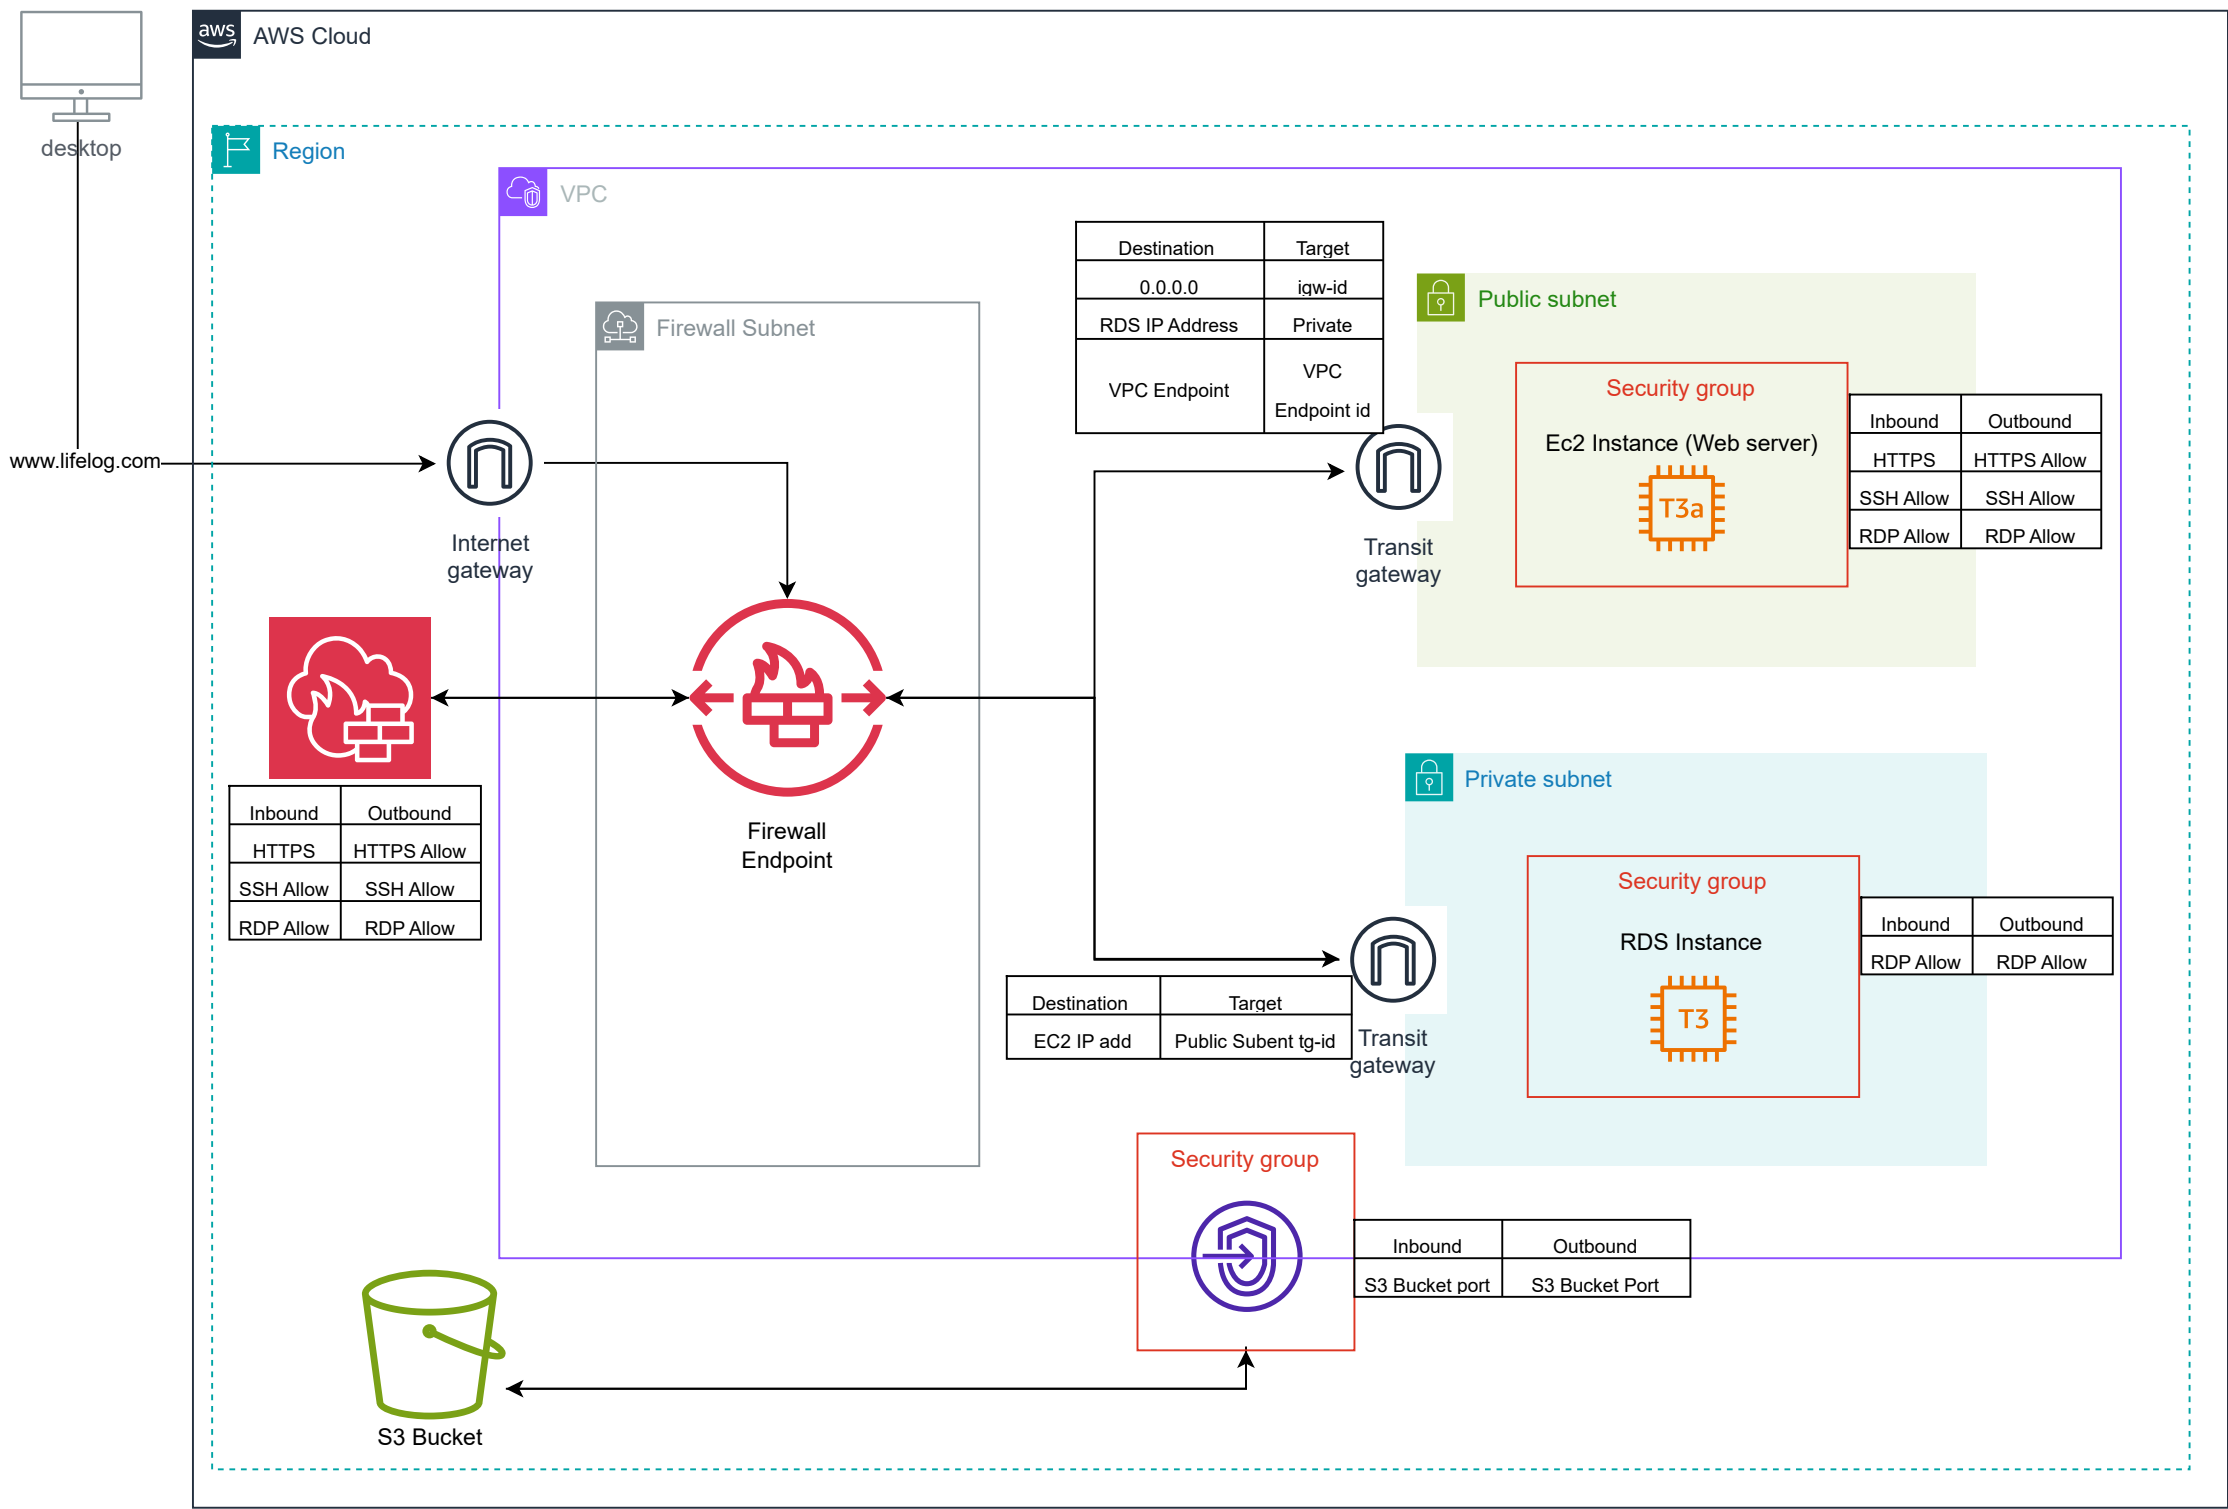 aws
AWS Cloud
desktop
Region
VPC
Destination
Target
0.0.0.0
igw-id
RDS IP Address
Private
VPC Endpoint
VPC
Endpoint id
Public subnet
Firewall Subnet
Security group
Ec2 Instance (Web server)
T3a
Inbound
Outbound
HTTPS
HTTPS Allow
SSH Allow
SSH Allow
RDP Allow
RDP Allow
www.lifelog.com
Internet
gateway
Transit
gateway
Firewall
Endpoint
Inbound
Outbound
HTTPS
HTTPS Allow
SSH Allow
SSH Allow
RDP Allow
RDP Allow
Private subnet
Security group
RDS Instance
T3
Inbound
Outbound
RDP Allow
RDP Allow
Destination
Target
EC2 IP add
Public Subent tg-id
Transit
gateway
Security group
Inbound
Outbound
S3 Bucket port
S3 Bucket Port
S3 Bucket